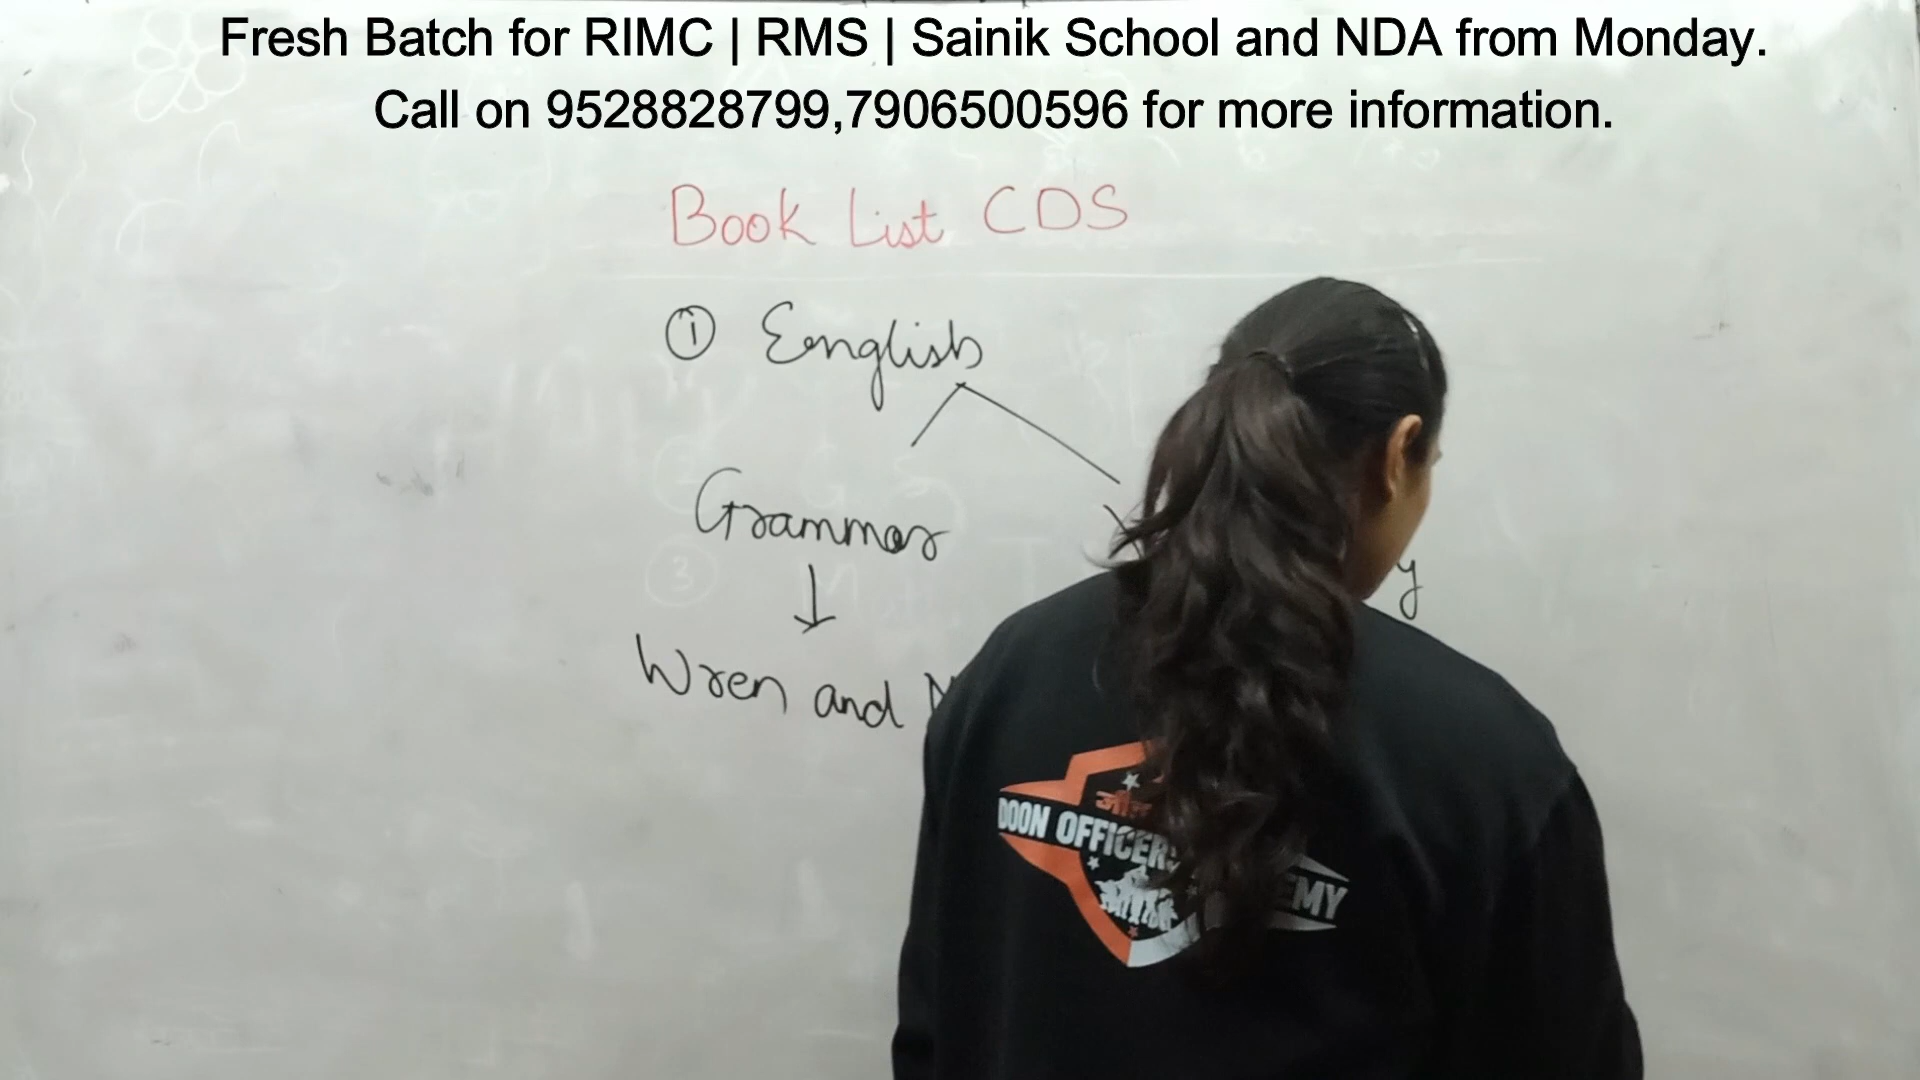 Fresh Batch for RIMC | RMS | Sainik School and NDA from Monday.
Call on 9528828799,7906500596 for more information.
Book List CDS
① English
Grammar
Wren and
DOON OFFICERS